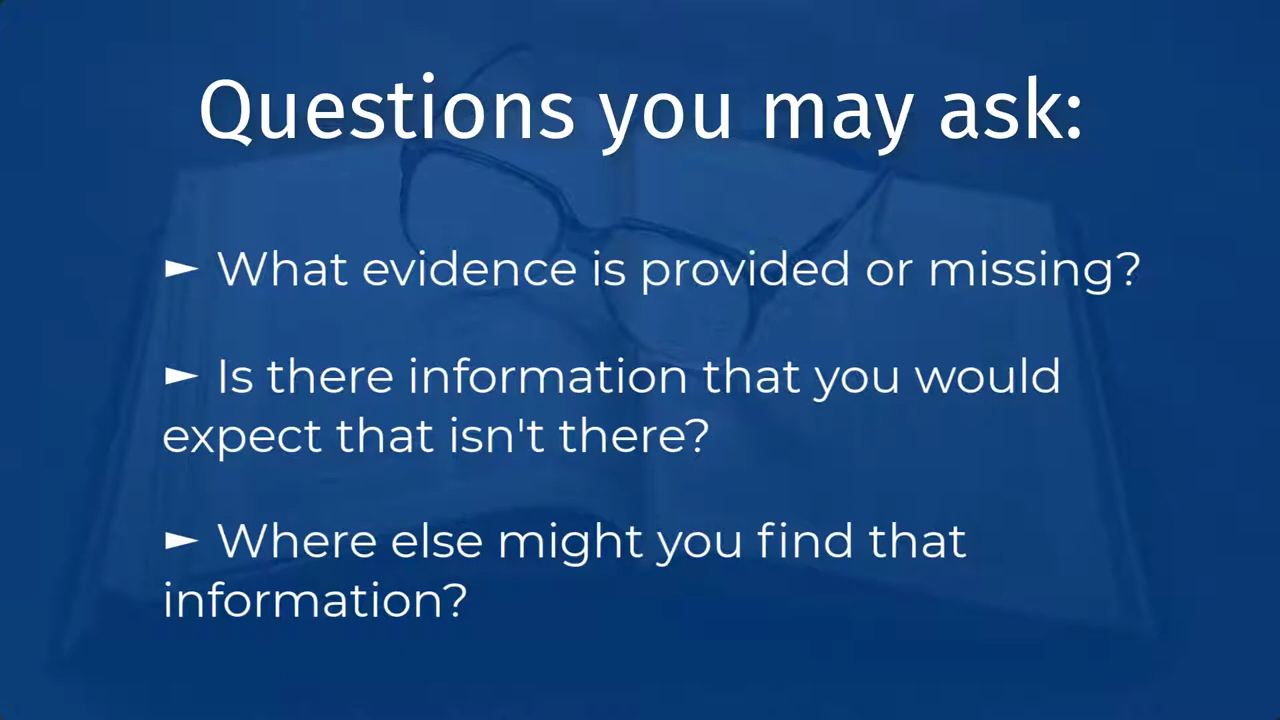 Questions you may ask:
► What evidence is provided or missing?
► Is there information that you would
expect that isn't there?
► Where else might you find that
information?